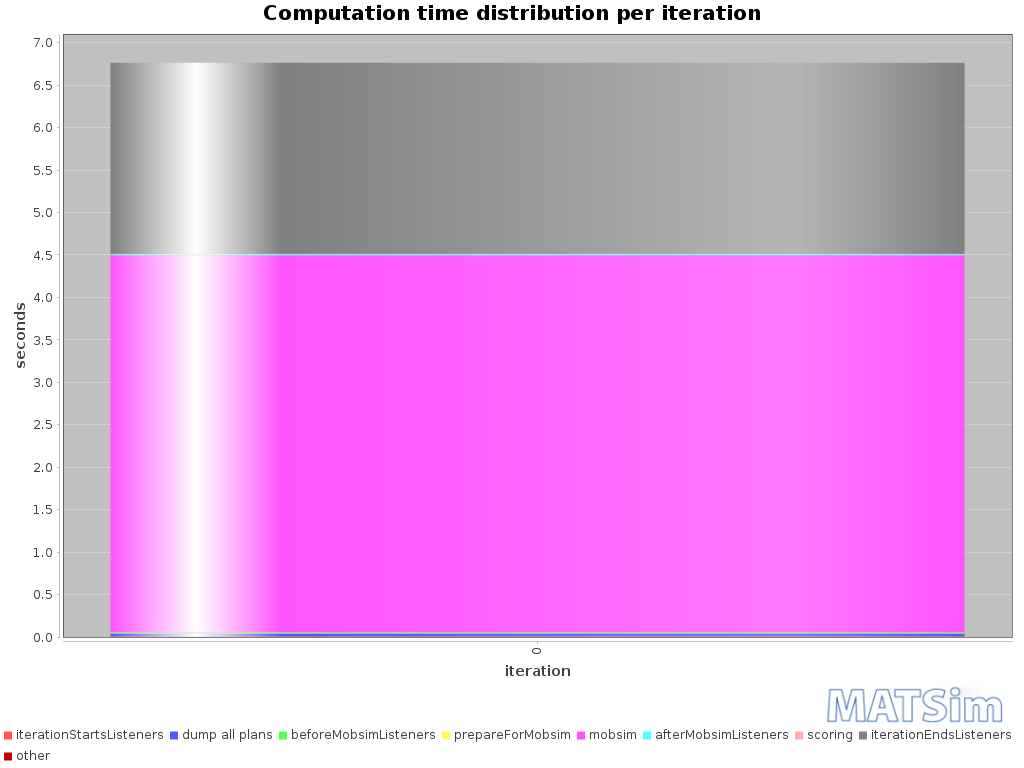 Computation time distribution per iteration
7.0
6.5
6.0
5.5
5.0
4.5
4.0
3.5
3.0
2.5
2.0
1.5
1.0
0.5
0.0
seconds
0
iteration
MATSim
iterationStartsListeners dump all plans beforeMobsimListeners prepareForMobsim mobsim afterMobsimListeners scoring iterationEndsListeners
other